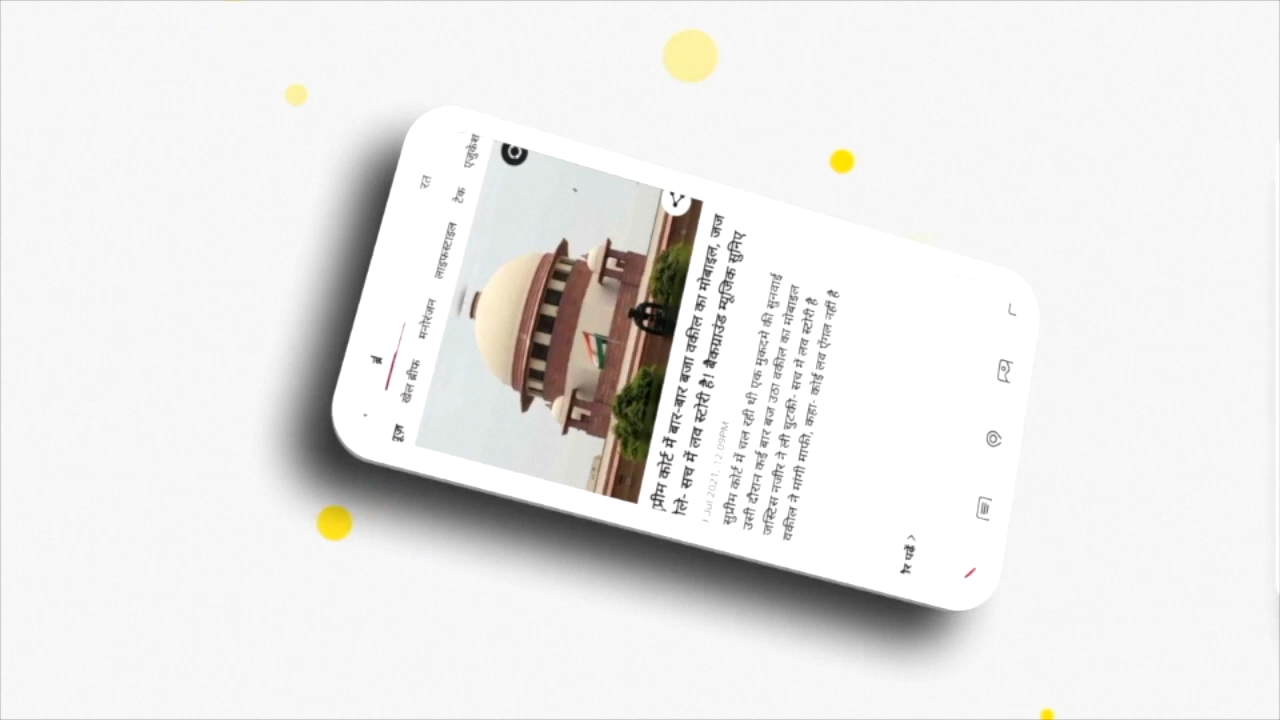 खेल ब्रीफ मनोरंजन लाइफस्टाइल टेक एजुकेश
प्रीम कोर्ट में बार-बार बजा वकील का मोबाइल, जज
ले- सच में लव स्टोरी है! बैकग्राउंड म्यूजिक सुनिए
Jul 2021, 12:09PM
सुप्रीम कोर्ट में चल रही थी एक मुकदमे की सुनवाई
उसी दौरान कई बार बज उठा वकील का मोबाइल
जस्टिस नजीर ने ली चुटकी- सच में लव स्टोरी है
वकील ने मांगी माफी, कहा- कोई लव ऐंगल नहीं है